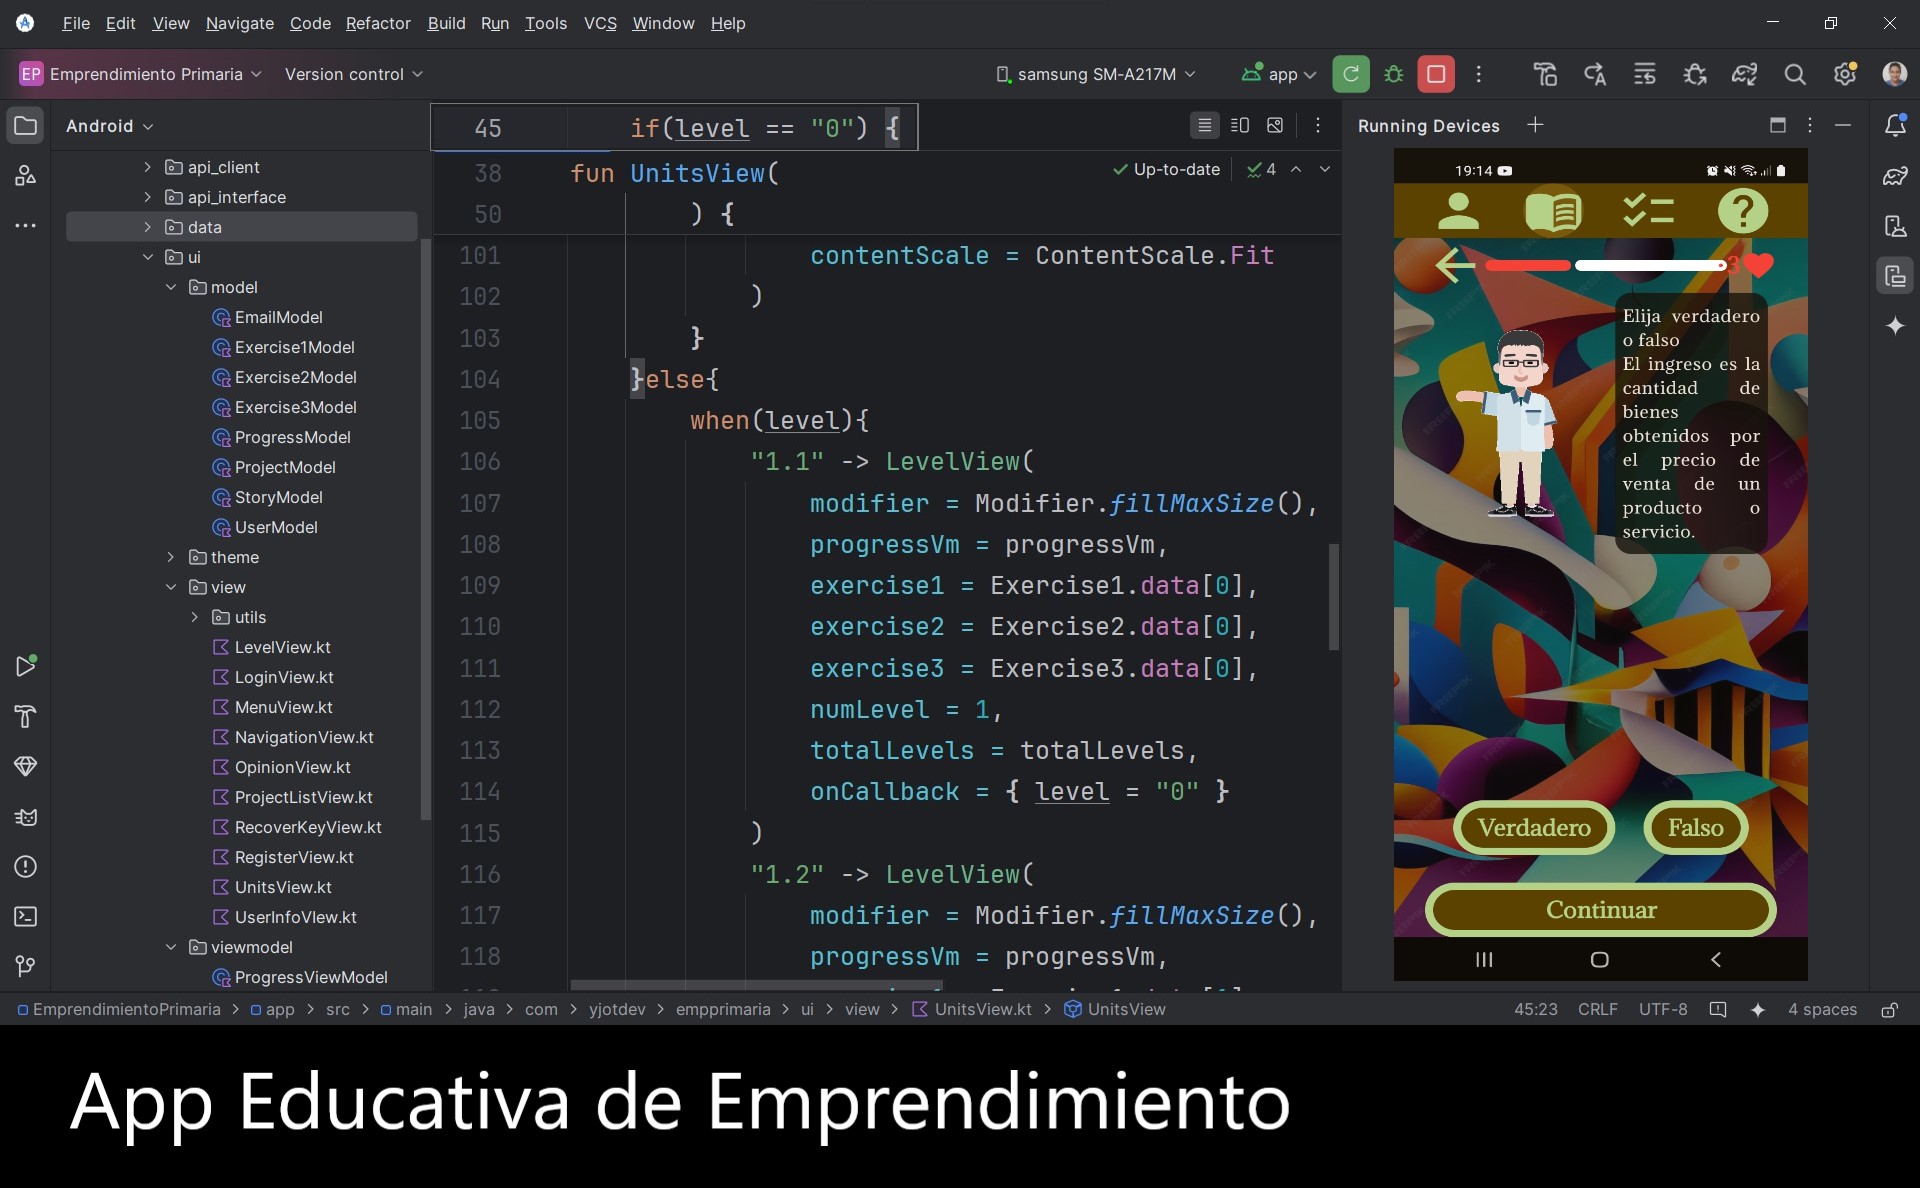 File Edit View Navigate Code Refactor Build Run Tools VCS Window Help
EP Emprendimiento Primaria Version control samsung SM-A217M app
Android
api_client
api_interface
data
ui
model
EmailModel
Exercise1Model
Exercise2Model
Exercise3Model
ProgressModel
ProjectModel
StoryModel
UserModel
theme
view
utils
LevelView.kt
LoginView.kt
MenuView.kt
NavigationView.kt
OpinionView.kt
ProjectListView.kt
RecoverKeyView.kt
RegisterView.kt
UnitsView.kt
UserInfoVIew.kt
viewmodel
ProgressViewModel
45 if(level == "0") {
38 fun UnitsView(
Up-to-date 4
50 ) {
101 contentScale = ContentScale.Fit
102 )
103 }
104 }else{
105 when(level){
106 "1.1" -> LevelView(
107 modifier = Modifier.fillMaxSize(),
108 progressVm = progressVm,
109 exercise1 = Exercise1.data[0],
110 exercise2 = Exercise2.data[0],
111 exercise3 = Exercise3.data[0],
112 numLevel = 1,
113 totalLevels = totalLevels,
114 onCallback = { level = "0" }
115 )
116 "1.2" -> LevelView(
117 modifier = Modifier.fillMaxSize(),
118 progressVm = progressVm,
Running Devices
19:14
3
Elija verdadero
o falso
El ingreso es la
cantidad de
bienes
obtenidos por
el precio de
venta de un
producto o
servicio.
Verdadero Falso
Continuar
EmprendimientoPrimaria > app > src > main > java > com > yjotdev > empprimaria > ui > view > UnitsView.kt > UnitsView
45:23 CRLF UTF-8 4 spaces
App Educativa de Emprendimiento